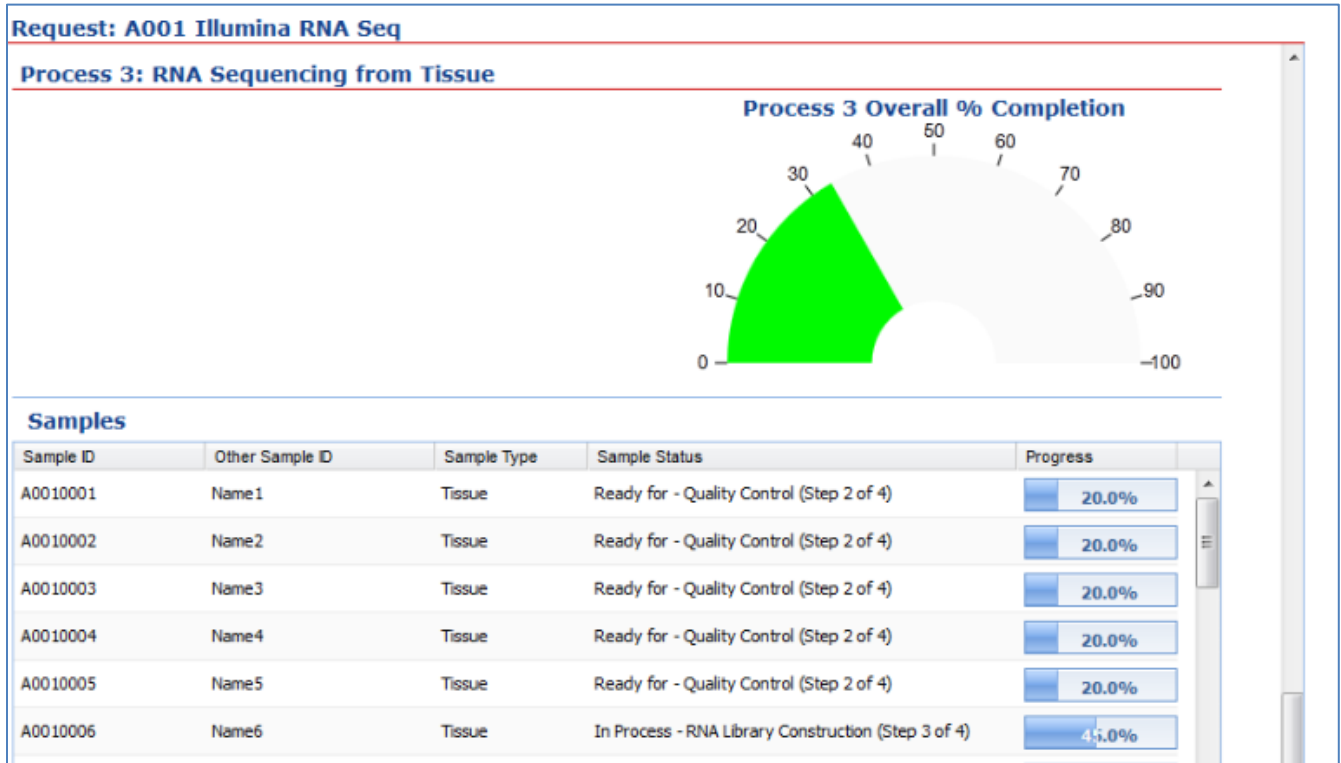 Request: A001 Illumina RNA Seq
Process 3: RNA Sequencing from Tissue
Process 3 Overall % Completion
0
10
20
30
40
50
60
70
80
90
100
Samples
Sample ID Other Sample ID Sample Type Sample Status Progress
A0010001 Name1 Tissue Ready for - Quality Control (Step 2 of 4) 20.0%
A0010002 Name2 Tissue Ready for - Quality Control (Step 2 of 4) 20.0%
A0010003 Name3 Tissue Ready for - Quality Control (Step 2 of 4) 20.0%
A0010004 Name4 Tissue Ready for - Quality Control (Step 2 of 4) 20.0%
A0010005 Name5 Tissue Ready for - Quality Control (Step 2 of 4) 20.0%
A0010006 Name6 Tissue In Process - RNA Library Construction (Step 3 of 4) 45.0%